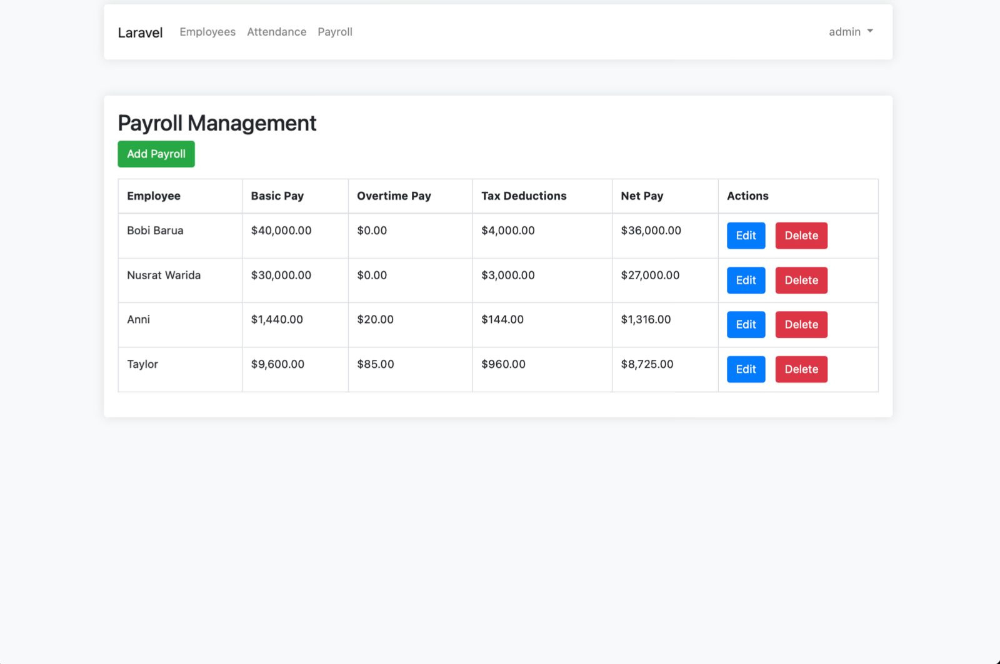 Laravel Employees Attendance Payroll admin
Payroll Management
Add Payroll
Employee Basic Pay Overtime Pay Tax Deductions Net Pay Actions
Bobi Barua $40,000.00 $0.00 $4,000.00 $36,000.00 Edit Delete
Nusrat Warida $30,000.00 $0.00 $3,000.00 $27,000.00 Edit Delete
Anni $1,440.00 $20.00 $144.00 $1,316.00 Edit Delete
Taylor $9,600.00 $85.00 $960.00 $8,725.00 Edit Delete